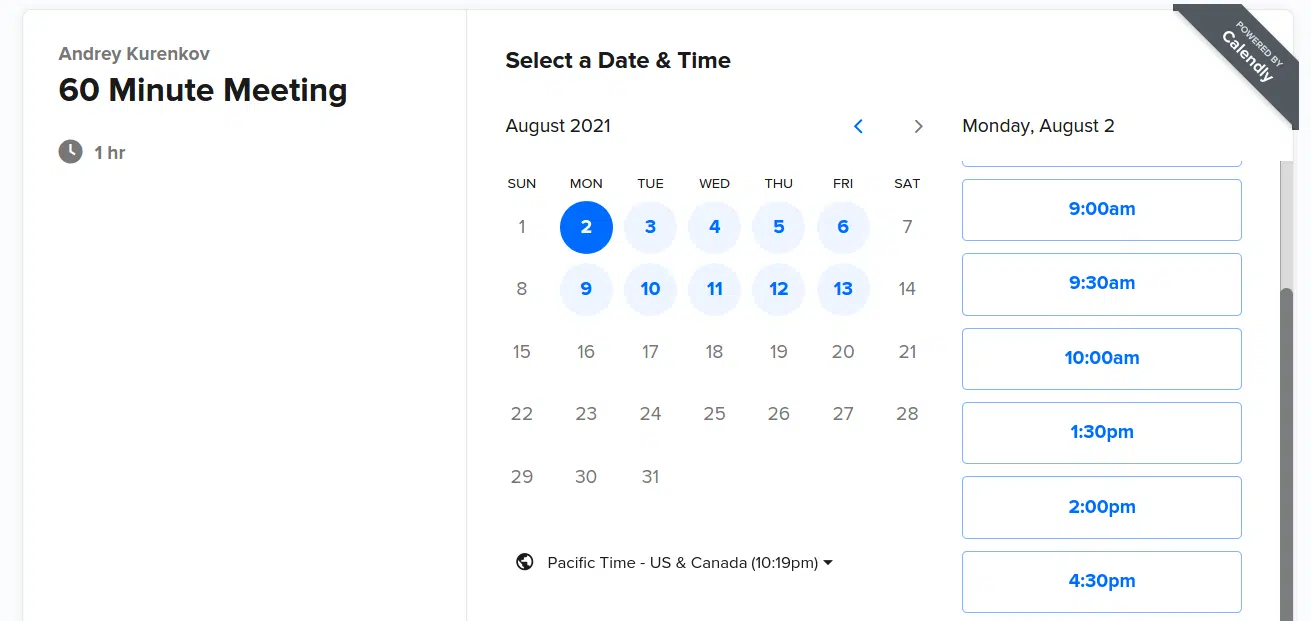 Andrey Kurenkov
60 Minute Meeting
1 hr
Select a Date & Time
August 2021
SUN MON TUE WED THU FRI SAT
1 2 3 4 5 6 7
8 9 10 11 12 13 14
15 16 17 18 19 20 21
22 23 24 25 26 27 28
29 30 31
Pacific Time - US & Canada (10:19pm)
Monday, August 2
9:00am
9:30am
10:00am
1:30pm
2:00pm
4:30pm
POWERED BY
Calendly